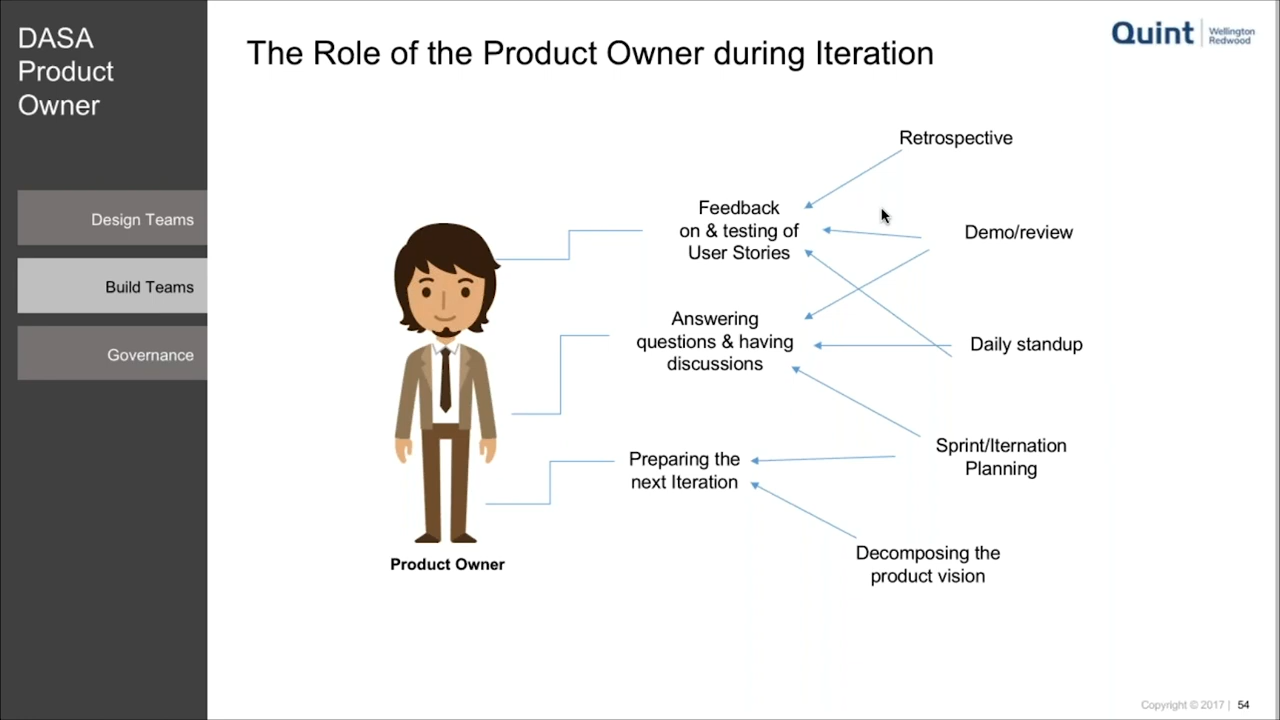 DASA
Product
Owner
Design Teams
Build Teams
Governance
The Role of the Product Owner during Iteration
Quint
Wellington
Redwood
Retrospective
Feedback
on & testing of
User Stories
Demo/review
Answering
questions & having
discussions
Daily standup
Preparing the
next Iteration
Sprint/Iternation
Planning
Decomposing the
product vision
Product Owner
Copyright © 2017 | 54